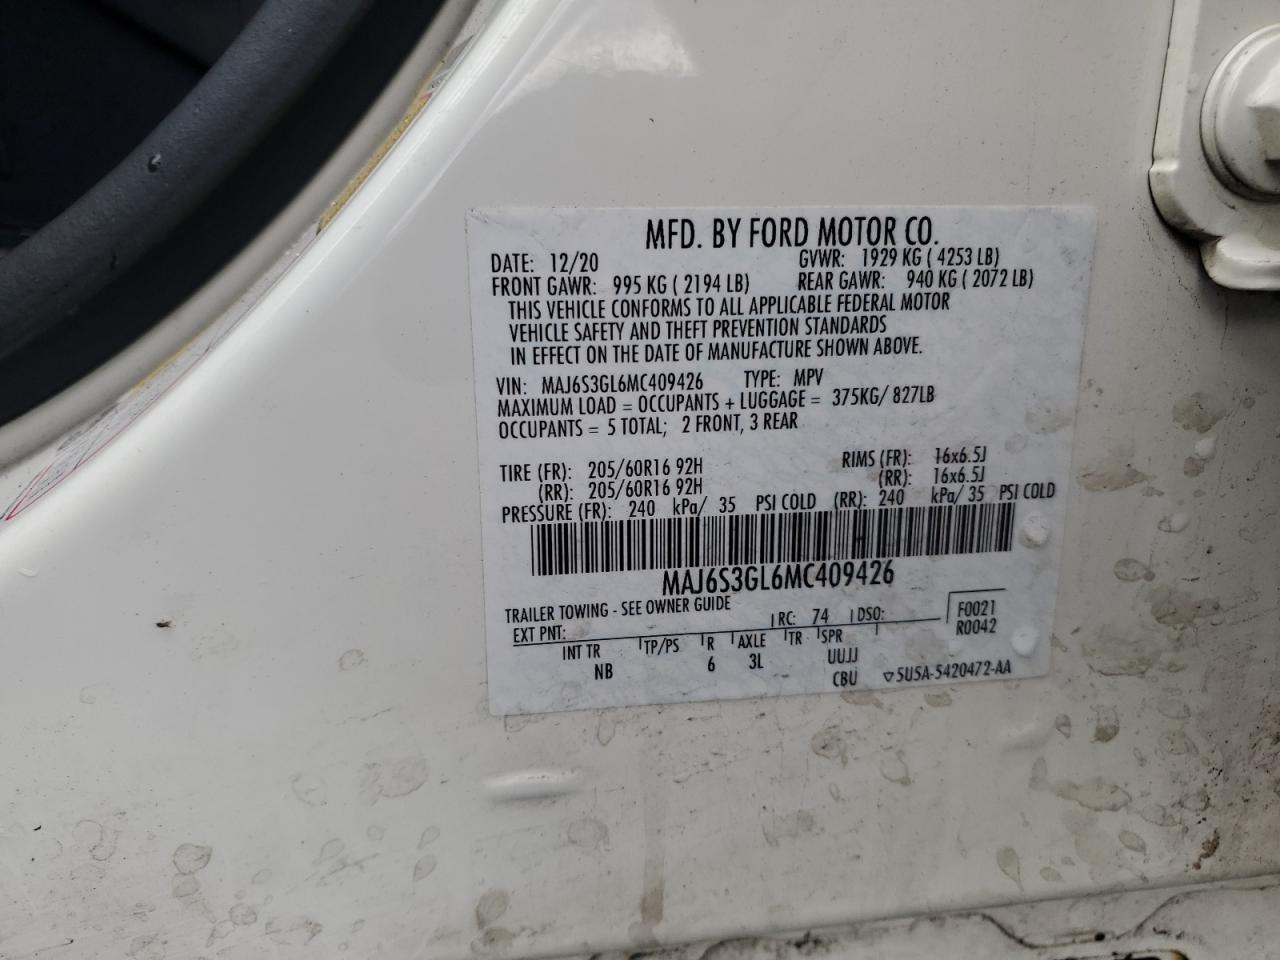 MFD. BY FORD MOTOR CO.
DATE: 12/20 GVWR: 1929 KG ( 4253 LB)
FRONT GAWR: 995 KG ( 2194 LB) REAR GAWR: 940 KG ( 2072 LB)
THIS VEHICLE CONFORMS TO ALL APPLICABLE FEDERAL MOTOR
VEHICLE SAFETY AND THEFT PREVENTION STANDARDS
IN EFFECT ON THE DATE OF MANUFACTURE SHOWN ABOVE.
VIN: MAJ6S3GL6MC409426 TYPE: MPV
MAXIMUM LOAD = OCCUPANTS + LUGGAGE = 375KG/ 827LB
OCCUPANTS = 5 TOTAL; 2 FRONT, 3 REAR
TIRE (FR): 205/60R16 92H RIMS (FR): 16x6.5J
(RR): 205/60R16 92H (RR): 16x6.5J
PRESSURE (FR): 240 kPa/ 35 PSI COLD (RR): 240 kPa/ 35 PSI COLD
MAJ6S3GL6MC409426
TRAILER TOWING - SEE OWNER GUIDE
EXT PNT: RC: 74 DSO: F0021
R0042
INT TR TP/PS R AXLE TR SPR
NB 6 3L UUJJ
CBU 5U5A-5420472-AA